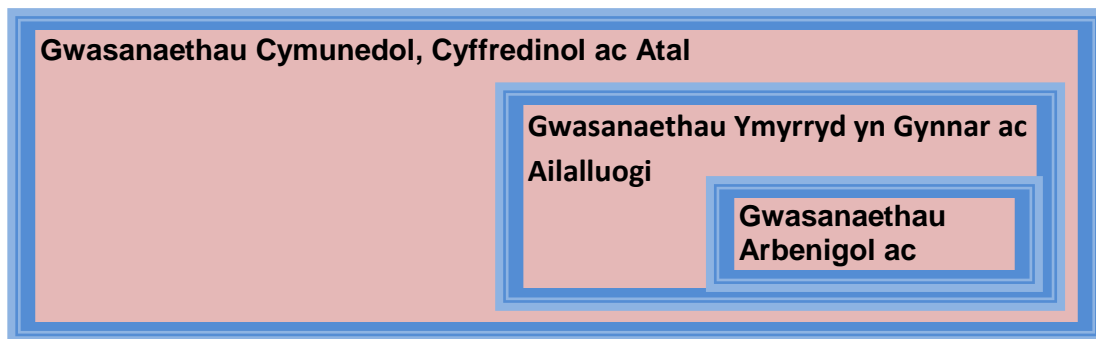 Gwasanaethau Cymunedol, Cyffredinol ac Atal
Gwasanaethau Ymyrryd yn Gynnar ac
Ailalluogi
Gwasanaethau
Arbenigol ac